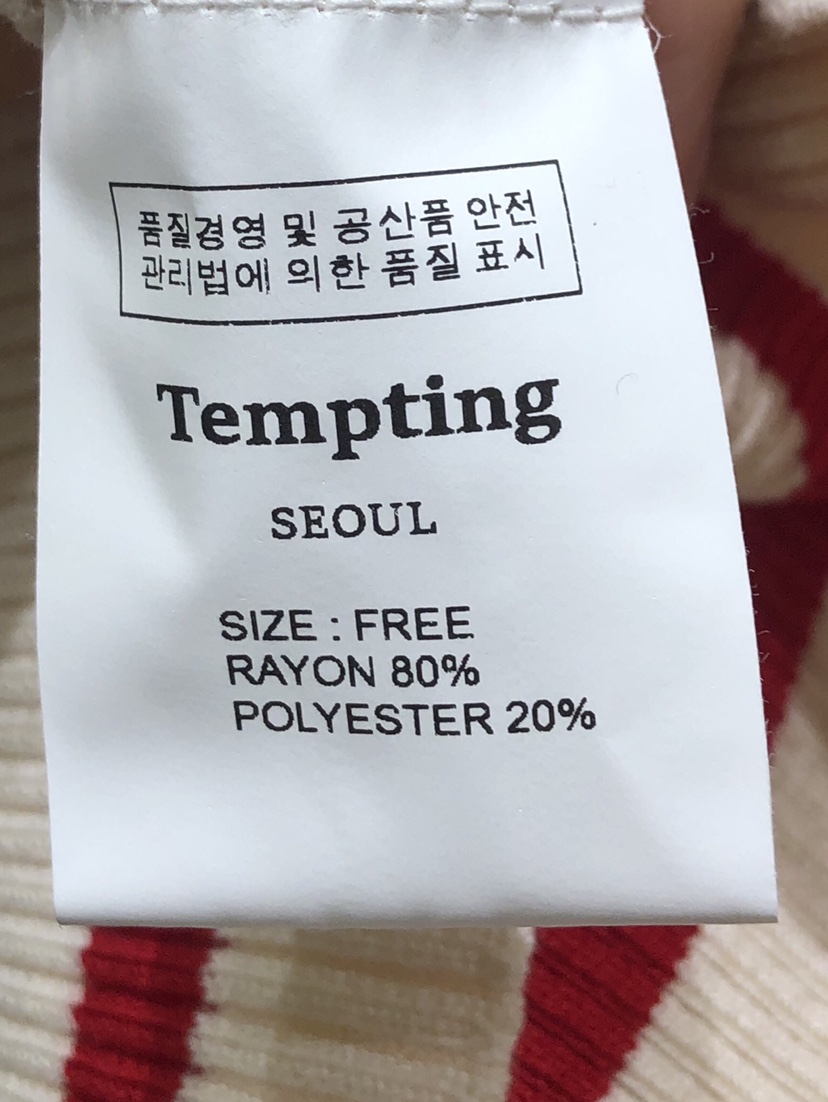 품질경영 및 공산품 안전
관리법에 의한 품질 표시
Tempting
SEOUL
SIZE : FREE
RAYON 80%
POLYESTER 20%